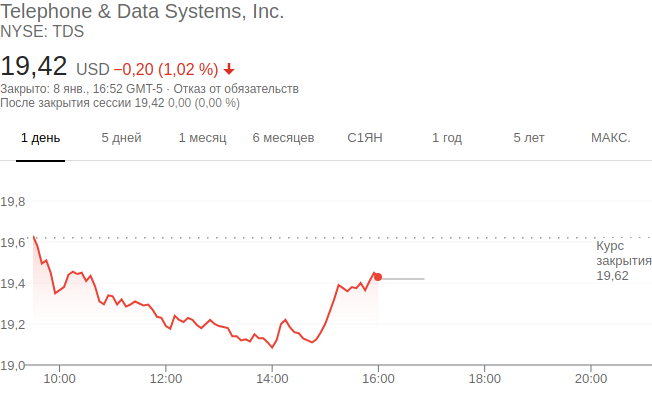 Telephone & Data Systems, Inc.
NYSE: TDS
19,42 USD −0,20 (1,02 %)
Закрыто: 8 янв., 16:52 GMT-5 · Отказ от обязательств
После закрытия сессии 19,42 0,00 (0,00 %)
1 день 5 дней 1 месяц 6 месяцев С1ЯН 1 год 5 лет МАКС.
19,8
19,6
Курс
закрытия
19,62
19,4
19,2
19,0
10:00 12:00 14:00 16:00 18:00 20:00